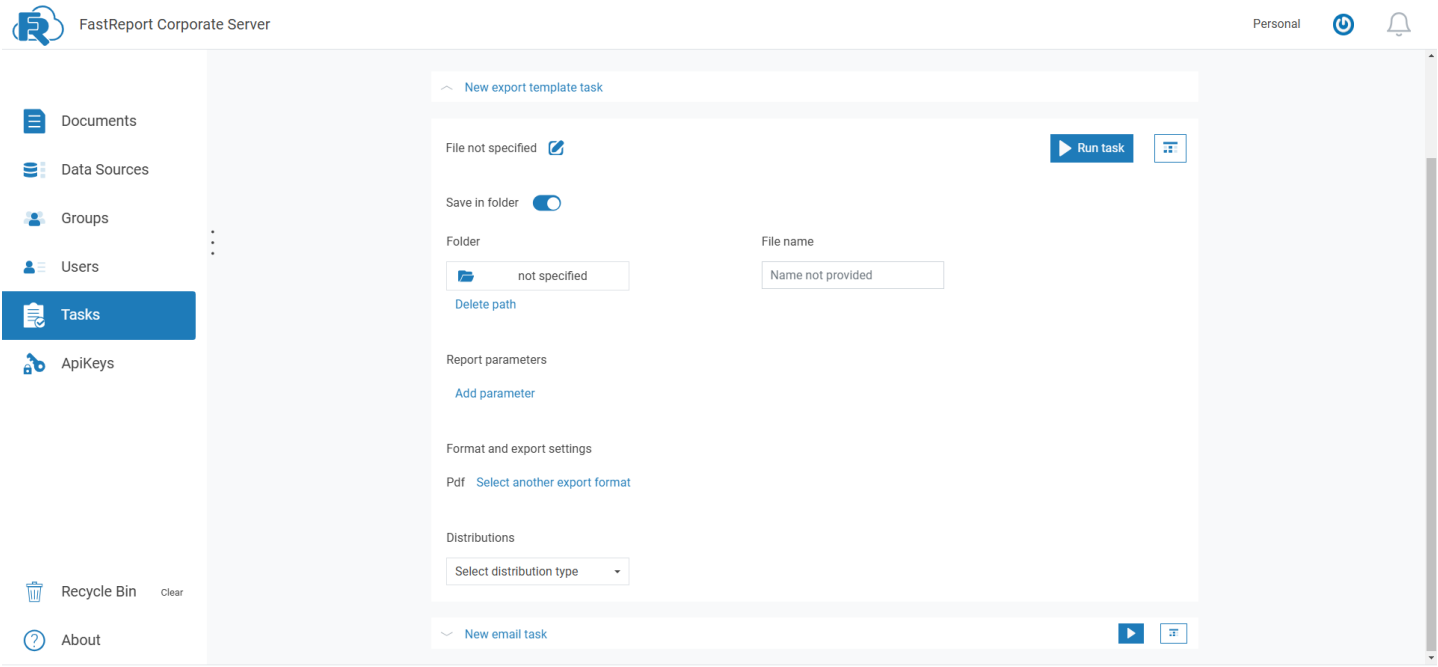 FastReport Corporate Server
Personal
Documents
Data Sources
Groups
Users
Tasks
ApiKeys
Recycle Bin Clear
About
New export template task
File not specified
Run task
Save in folder
Folder File name
not specified Name not provided
Delete path
Report parameters
Add parameter
Format and export settings
Pdf Select another export format
Distributions
Select distribution type
New email task